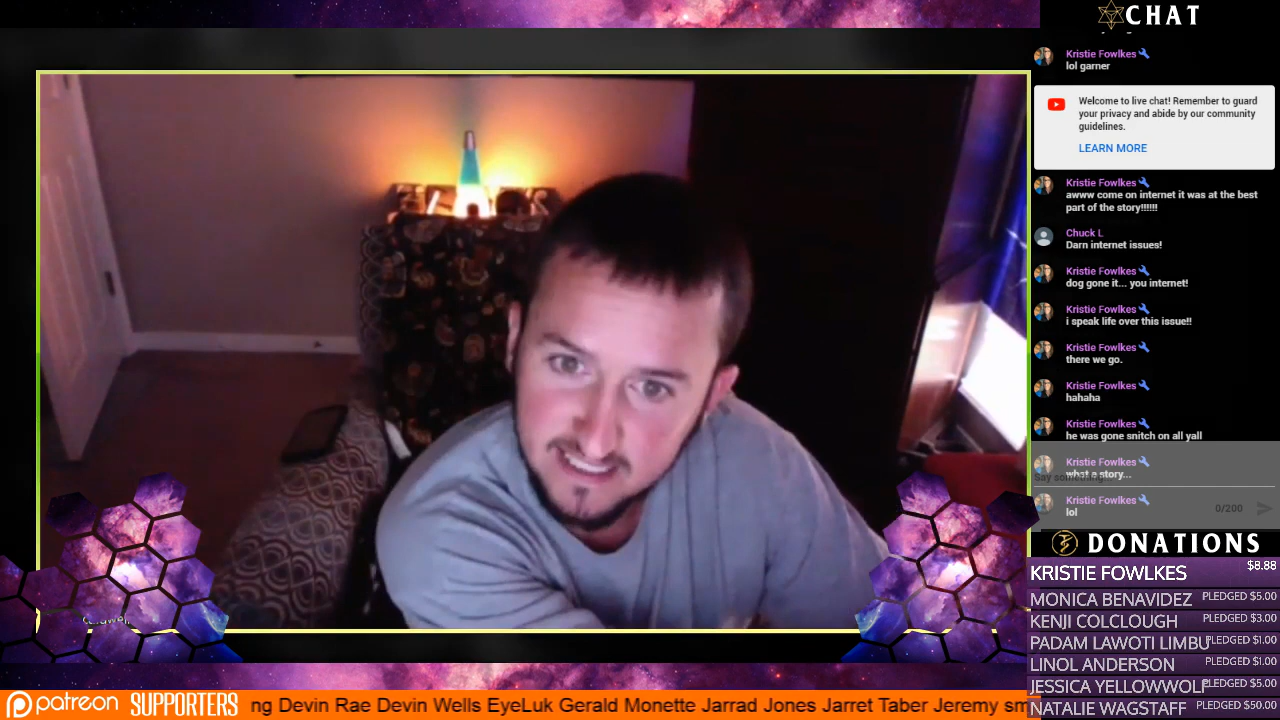 CHAT
Kristie Fowlkes
lol garner
Welcome to live chat! Remember to guard
your privacy and abide by our community
guidelines.
LEARN MORE
Kristie Fowlkes
awww come on internet it was at the best
part of the story!!!!!!
Chuck L
Darn internet issues!
Kristie Fowlkes
dog gone it... you internet!
Kristie Fowlkes
i speak life over this issue!!
Kristie Fowlkes
there we go.
Kristie Fowlkes
hahaha
Kristie Fowlkes
he was gone snitch on all yall
Kristie Fowlkes
what a story...
Say something...
Kristie Fowlkes
lol
0/200
DONATIONS
KRISTIE FOWLKES $8.88
MONICA BENAVIDEZ PLEDGED $5.00
KENJI COLCLOUGH PLEDGED $3.00
PADAM LAWOTI LIMBU PLEDGED $1.00
LINOL ANDERSON PLEDGED $1.00
JESSICA YELLOWWOLF PLEDGED $5.00
NATALIE WAGSTAFF PLEDGED $50.00
patreon SUPPORTERS ng Devin Rae Devin Wells EyeLuk Gerald Monette Jarrad Jones Jarret Taber Jeremy sm